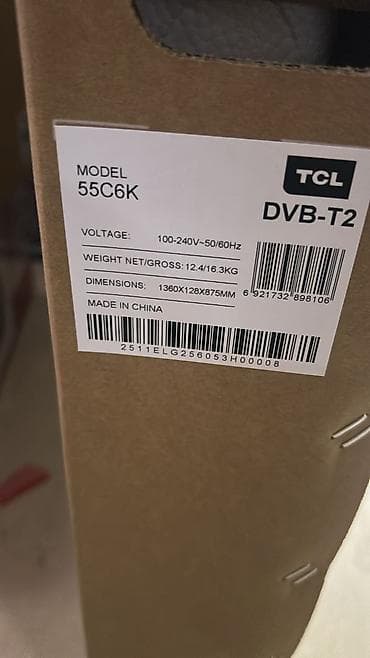 MODEL
55C6K
TCL
DVB-T2
VOLTAGE: 100-240V~50/60Hz
WEIGHT NET/GROSS: 12.4/16.3KG
DIMENSIONS: 1360X128X875MM
6 921732 898106
MADE IN CHINA
2511ELG256053H00008